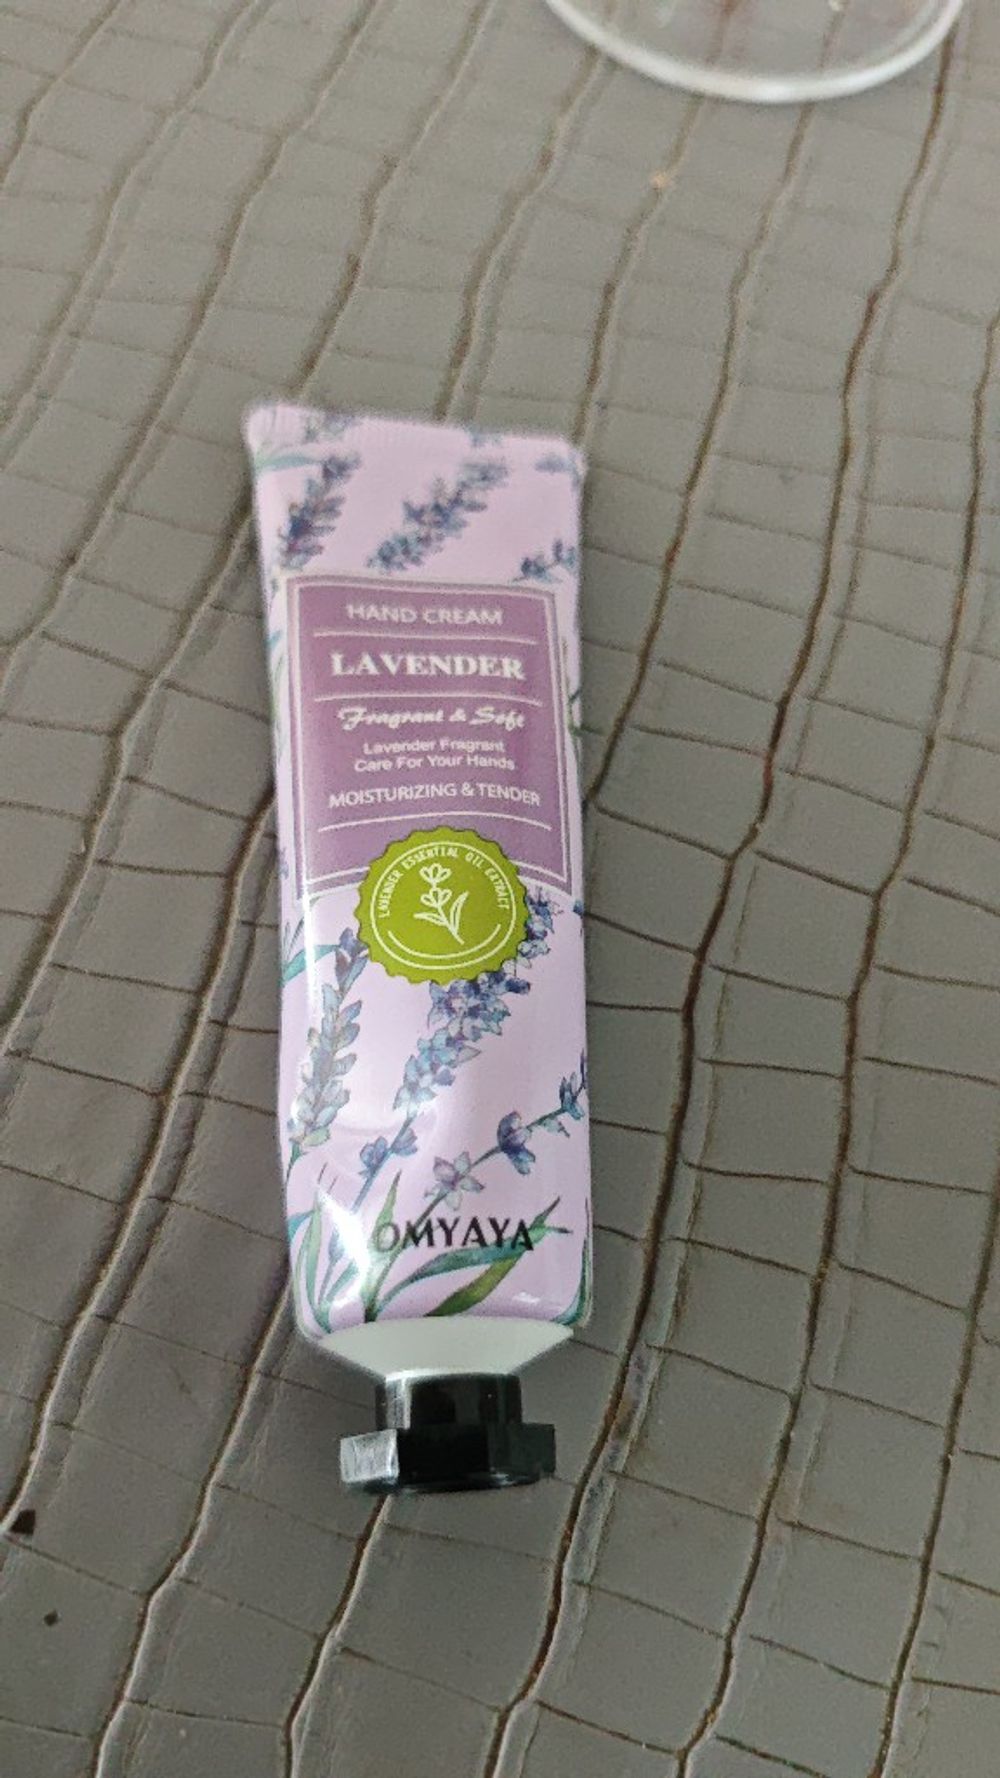 HAND CREAM
LAVENDER
Fragrant & Soft
Lavender Fragrant
Care For Your Hands
MOISTURIZING & TENDER
LAVENDER ESSENTIAL OIL EXTRACT
OMYAYA